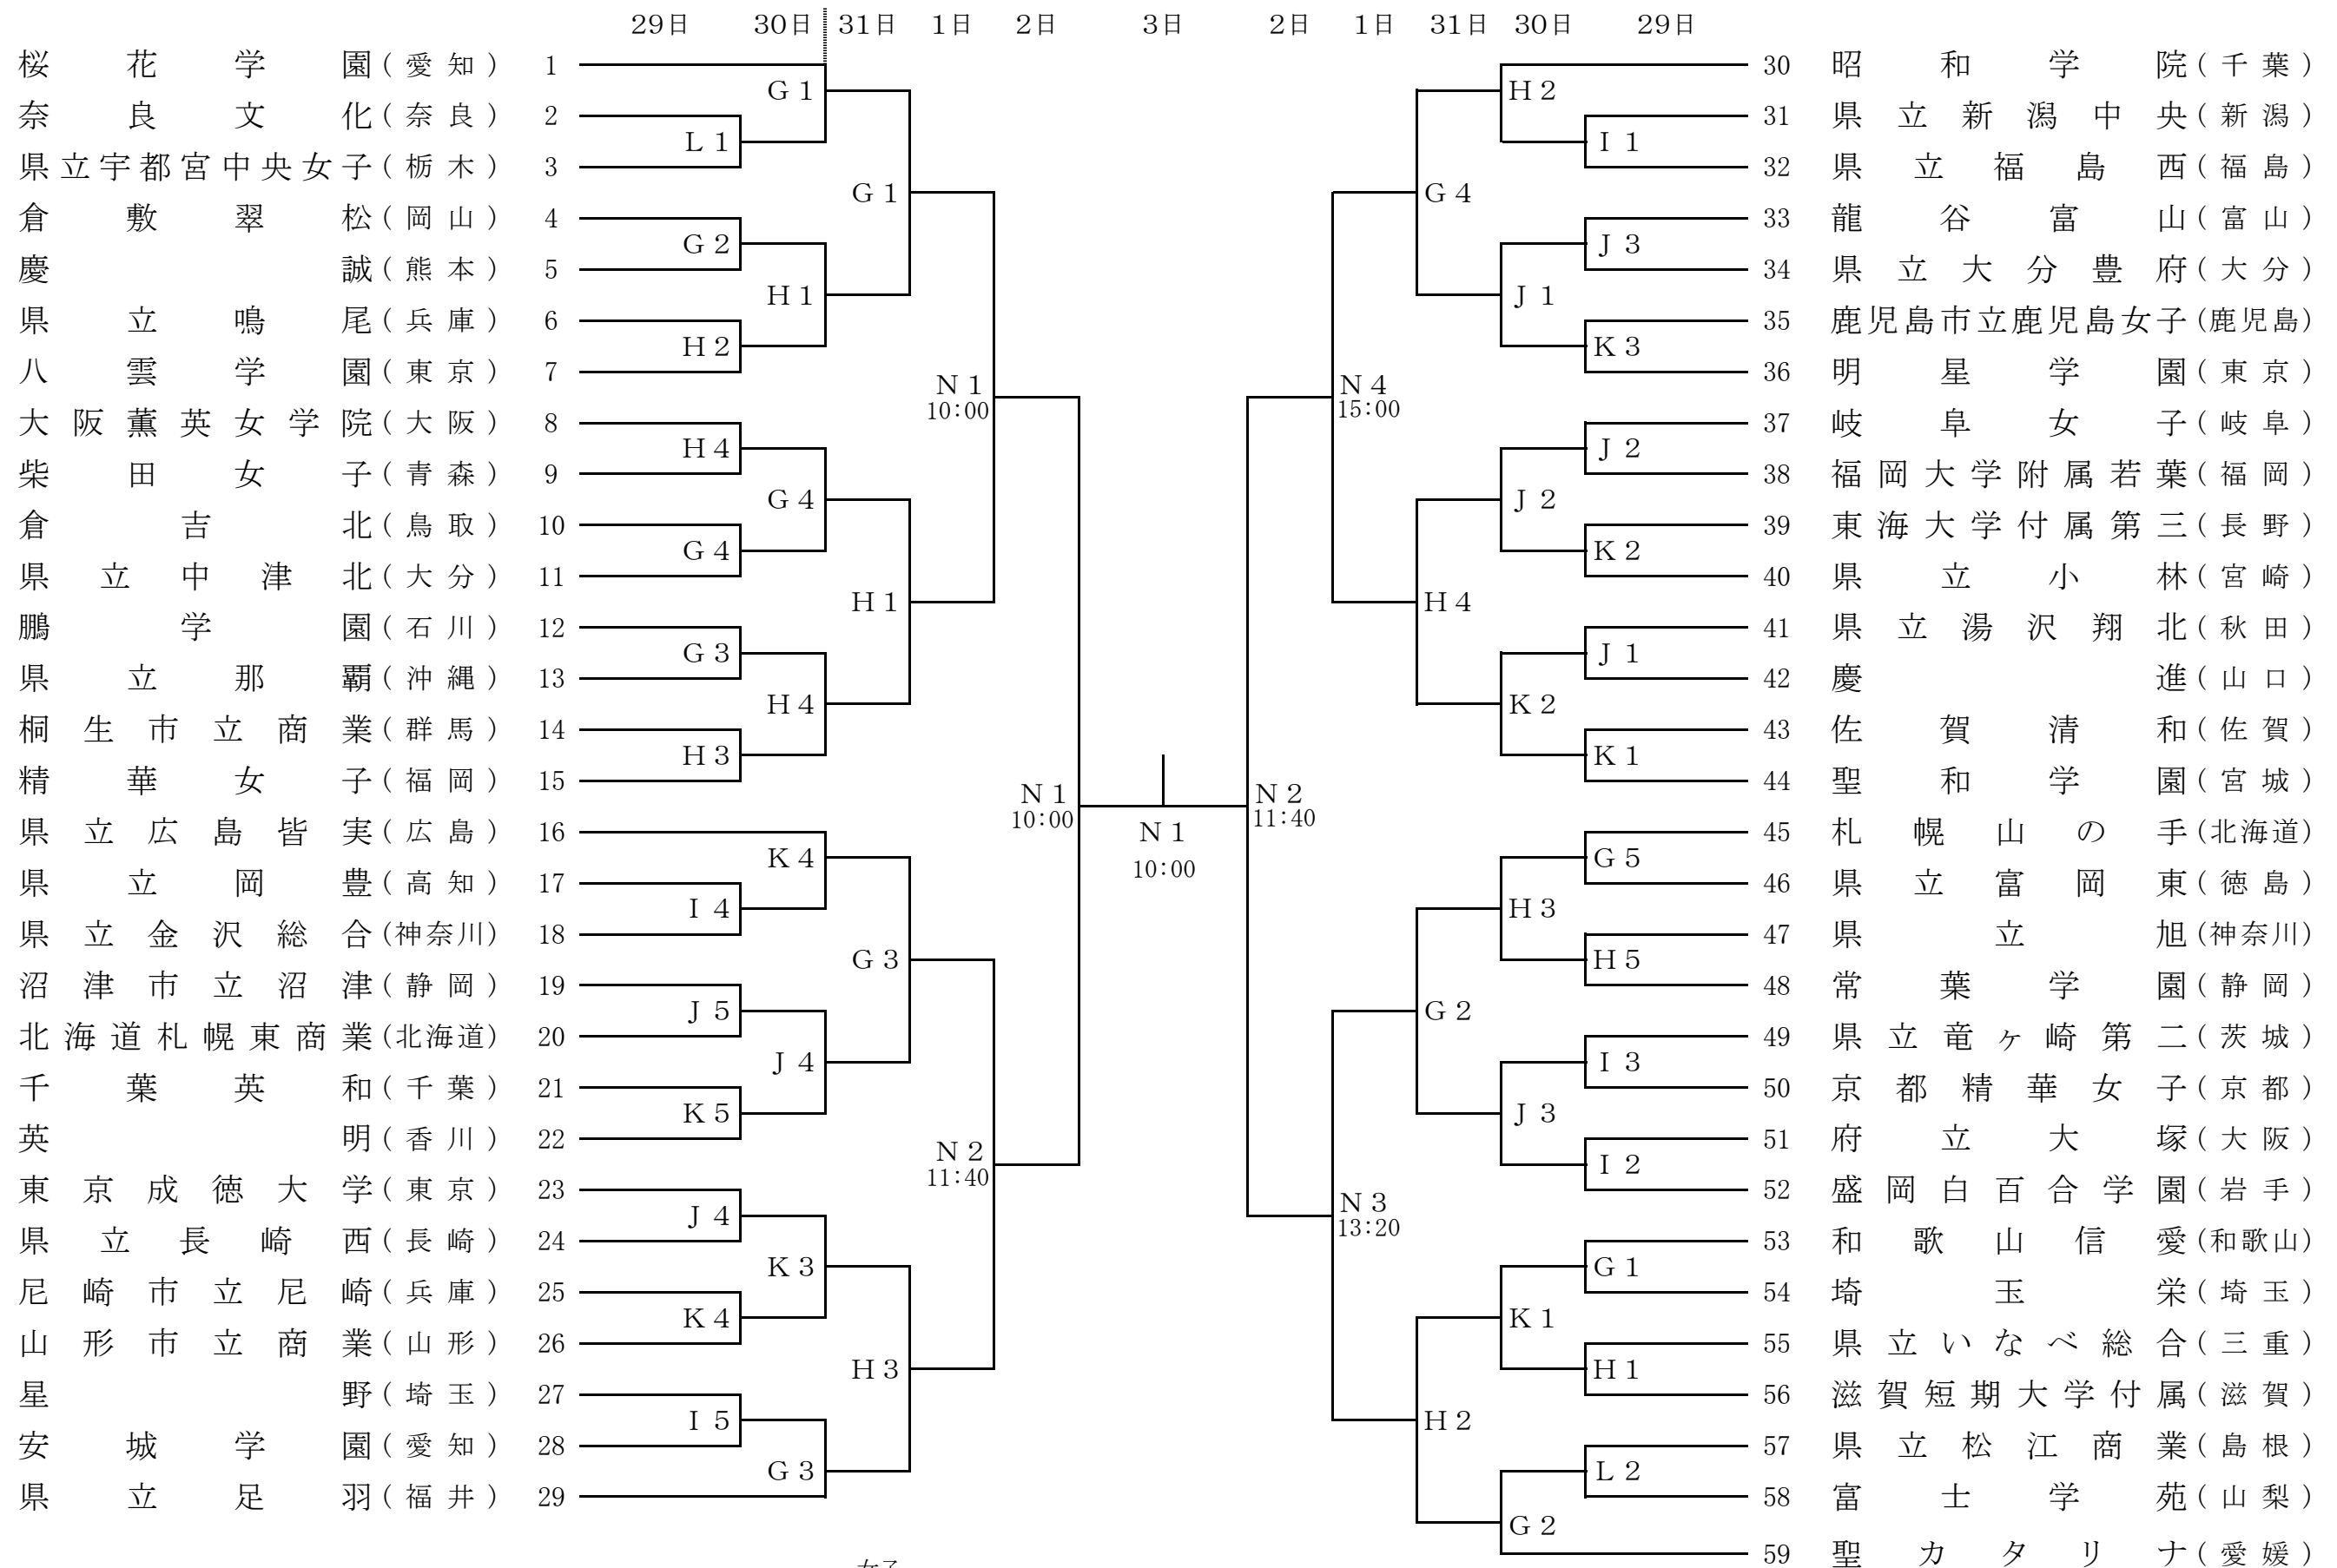 29日 30日 31日 1日 2日 3日 2日 1日 31日 30日 29日
桜花学園(愛知) 1
奈良文化(奈良) 2
県立宇都宮中央女子(栃木) 3
倉敷翠松(岡山) 4
慶誠(熊本) 5
県立鳴尾(兵庫) 6
八雲学園(東京) 7
大阪薫英女学院(大阪) 8
柴田女子(青森) 9
倉吉北(鳥取) 10
県立中津北(大分) 11
鵬学園(石川) 12
県立那覇(沖縄) 13
桐生市立商業(群馬) 14
精華女子(福岡) 15
県立広島皆実(広島) 16
県立岡豊(高知) 17
県立金沢総合(神奈川) 18
沼津市立沼津(静岡) 19
北海道札幌東商業(北海道) 20
千葉英和(千葉) 21
英明(香川) 22
東京成徳大学(東京) 23
県立長崎西(長崎) 24
尼崎市立尼崎(兵庫) 25
山形市立商業(山形) 26
星野(埼玉) 27
安城学園(愛知) 28
県立足羽(福井) 29
L1
G2
H2
H4
G4
G3
H3
I4
J5
K5
J4
K4
I5
G1
H1
G4
H4
K4
J4
K3
G3
G1
H1
G3
H3
N1
10:00
N2
11:40
N1
10:00
N1
10:00
N2
11:40
N4
15:00
N3
13:20
G4
H4
G2
H2
H2
J1
J2
K2
H3
J3
K1
G2
I1
J3
K3
J2
K2
J1
K1
G5
H5
I3
I2
G1
H1
L2
30 昭和学院(千葉)
31 県立新潟中央(新潟)
32 県立福島西(福島)
33 龍谷富山(富山)
34 県立大分豊府(大分)
35 鹿児島市立鹿児島女子(鹿児島)
36 明星学園(東京)
37 岐阜女子(岐阜)
38 福岡大学附属若葉(福岡)
39 東海大学付属第三(長野)
40 県立小林(宮崎)
41 県立湯沢翔北(秋田)
42 慶進(山口)
43 佐賀清和(佐賀)
44 聖和学園(宮城)
45 札幌山の手(北海道)
46 県立富岡東(徳島)
47 県立旭(神奈川)
48 常葉学園(静岡)
49 県立竜ヶ崎第二(茨城)
50 京都精華女子(京都)
51 府立大塚(大阪)
52 盛岡白百合学園(岩手)
53 和歌山信愛(和歌山)
54 埼玉栄(埼玉)
55 県立いなべ総合(三重)
56 滋賀短期大学付属(滋賀)
57 県立松江商業(島根)
58 富士学苑(山梨)
59 聖カタリナ(愛媛)
女子